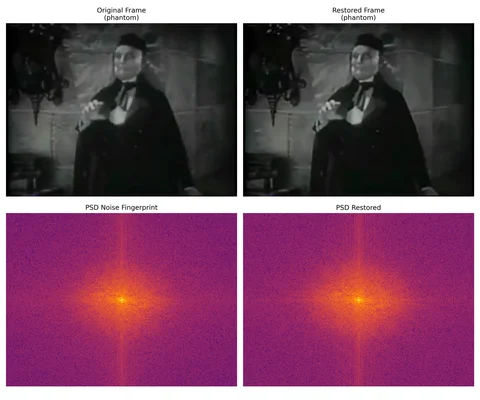 Original Frame
(phantom)
Restored Frame
(phantom)
PSD Noise Fingerprint
PSD Restored